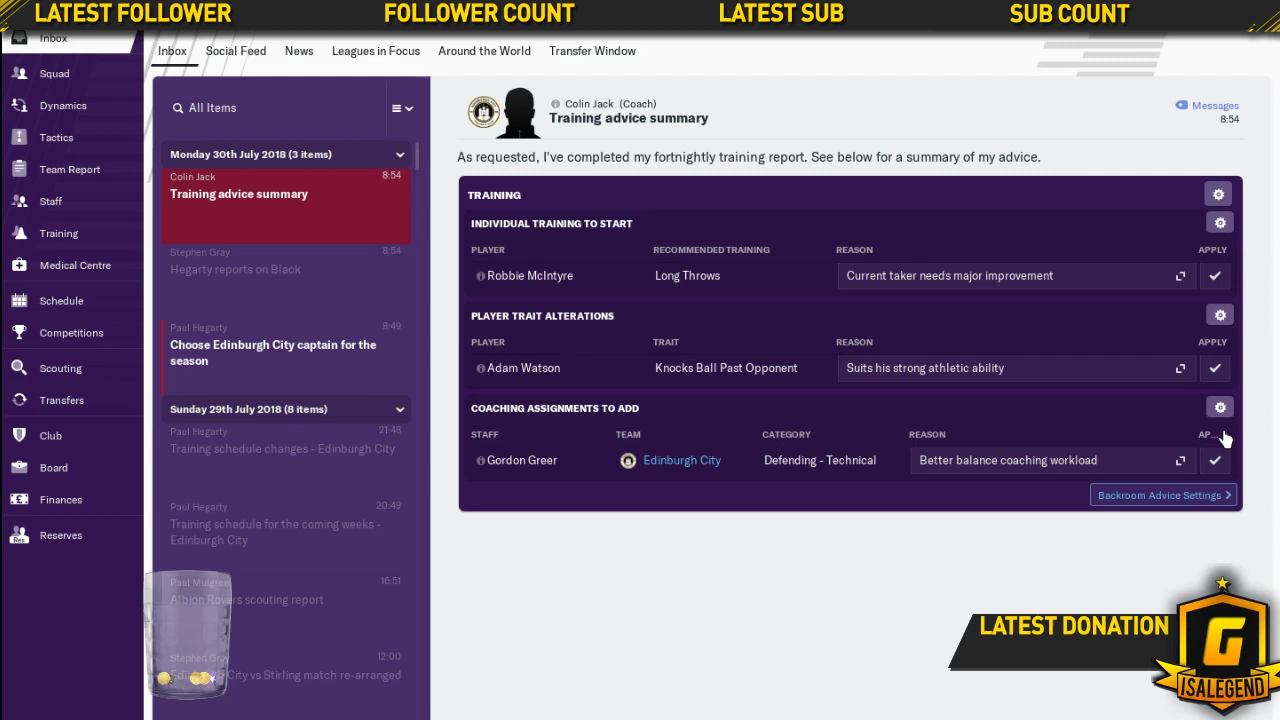 LATEST FOLLOWER
FOLLOWER COUNT
LATEST SUB
SUB COUNT
Inbox
Squad
Dynamics
Tactics
Team Report
Staff
Training
Medical Centre
Schedule
Competitions
Scouting
Transfers
Club
Board
Finances
Res
Reserves
Inbox
Social Feed
News
Leagues in Focus
Around the World
Transfer Window
All Items
Monday 30th July 2018 (3 items)
Colin Jack 8:54
Training advice summary
Stephen Gray 8:54
Hegarty reports on Black
Paul Hegarty 8:49
Choose Edinburgh City captain for the
season
Sunday 29th July 2018 (8 items)
Paul Hegarty 21:48
Training schedule changes - Edinburgh City
Paul Hegarty 20:49
Training schedule for the coming weeks -
Edinburgh City
Paul Mulgrew 16:51
Albion Rovers scouting report
Stephen Gray 12:00
Edinburgh City vs Stirling match re-arranged
Colin Jack (Coach)
Training advice summary
Messages
8:54
As requested, I've completed my fortnightly training report. See below for a summary of my advice.
TRAINING
INDIVIDUAL TRAINING TO START
PLAYER RECOMMENDED TRAINING REASON APPLY
Robbie McIntyre Long Throws Current taker needs major improvement
PLAYER TRAIT ALTERATIONS
PLAYER TRAIT REASON APPLY
Adam Watson Knocks Ball Past Opponent Suits his strong athletic ability
COACHING ASSIGNMENTS TO ADD
STAFF TEAM CATEGORY REASON AP...
Gordon Greer Edinburgh City Defending - Technical Better balance coaching workload
Backroom Advice Settings
LATEST DONATION
G
ISALEGEND